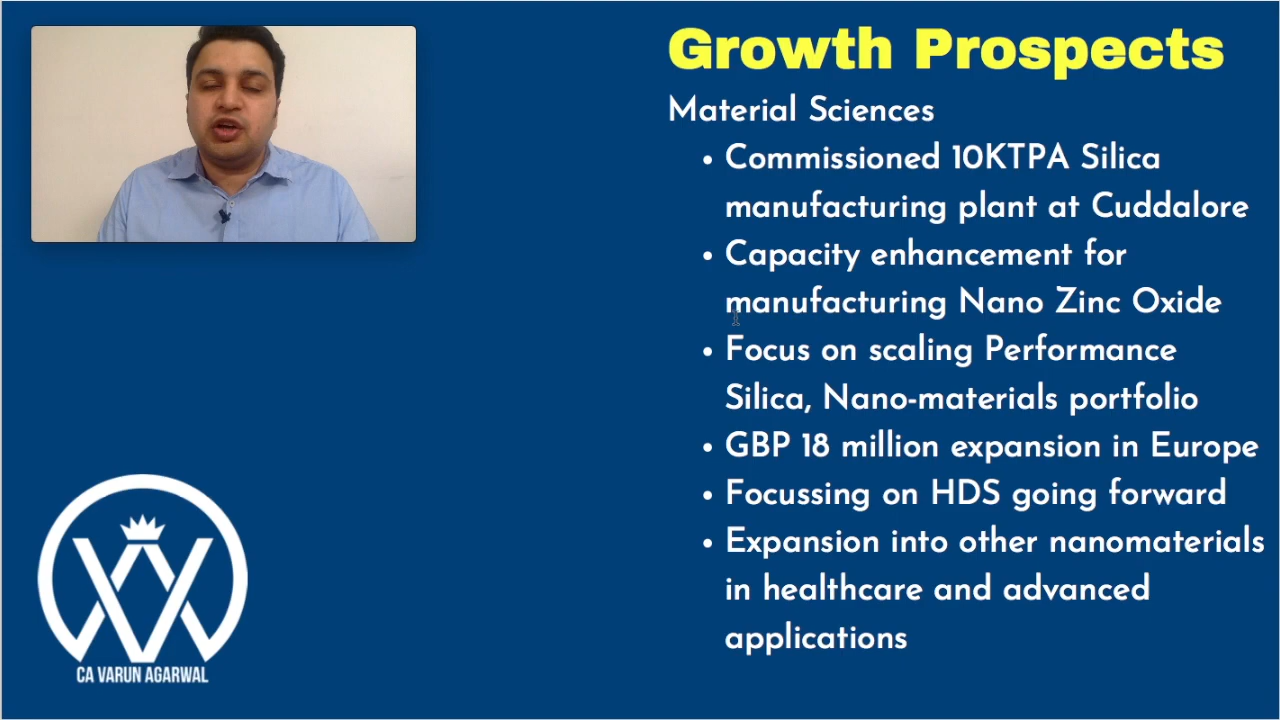 Growth Prospects
Material Sciences
• Commissioned 10KTPA Silica
manufacturing plant at Cuddalore
• Capacity enhancement for
manufacturing Nano Zinc Oxide
• Focus on scaling Performance
Silica, Nano-materials portfolio
• GBP 18 million expansion in Europe
• Focussing on HDS going forward
• Expansion into other nanomaterials
in healthcare and advanced
applications
CA VARUN AGARWAL